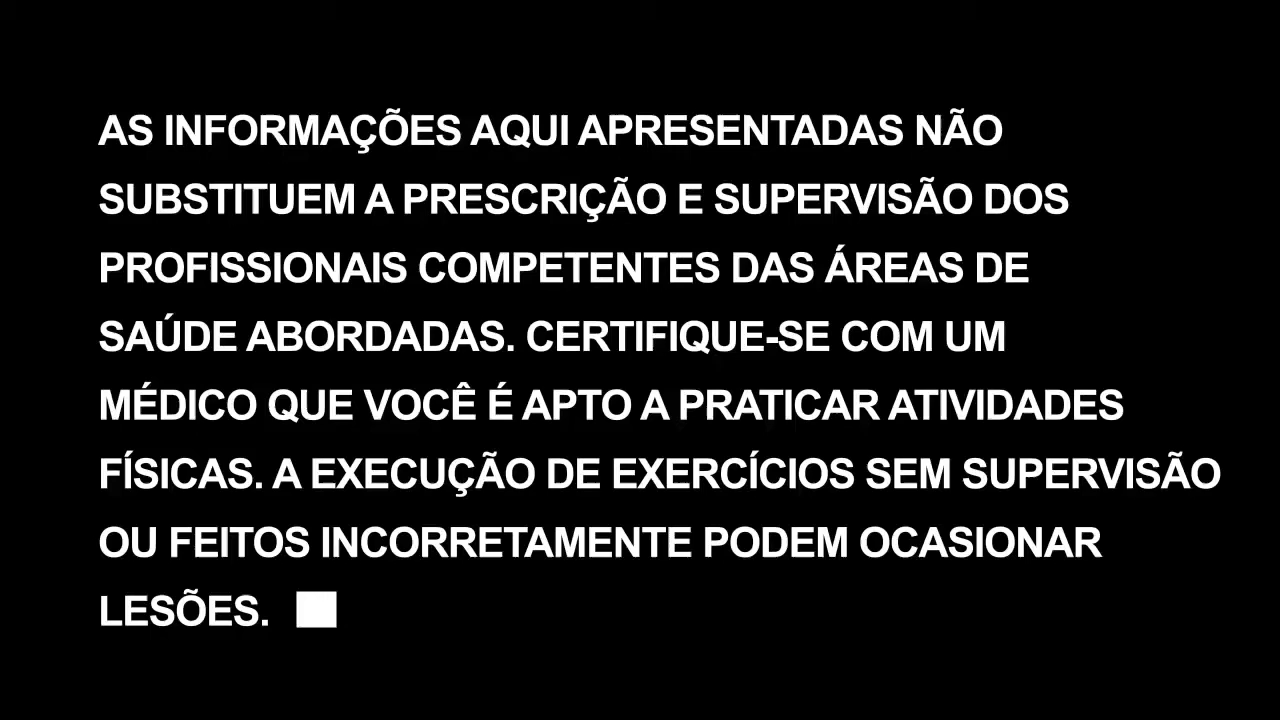 AS INFORMAÇÕES AQUI APRESENTADAS NÃO
SUBSTITUEM A PRESCRIÇÃO E SUPERVISÃO DOS
PROFISSIONAIS COMPETENTES DAS ÁREAS DE
SAÚDE ABORDADAS. CERTIFIQUE-SE COM UM
MÉDICO QUE VOCÊ É APTO A PRATICAR ATIVIDADES
FÍSICAS. A EXECUÇÃO DE EXERCÍCIOS SEM SUPERVISÃO
OU FEITOS INCORRETAMENTE PODEM OCASIONAR
LESÕES.